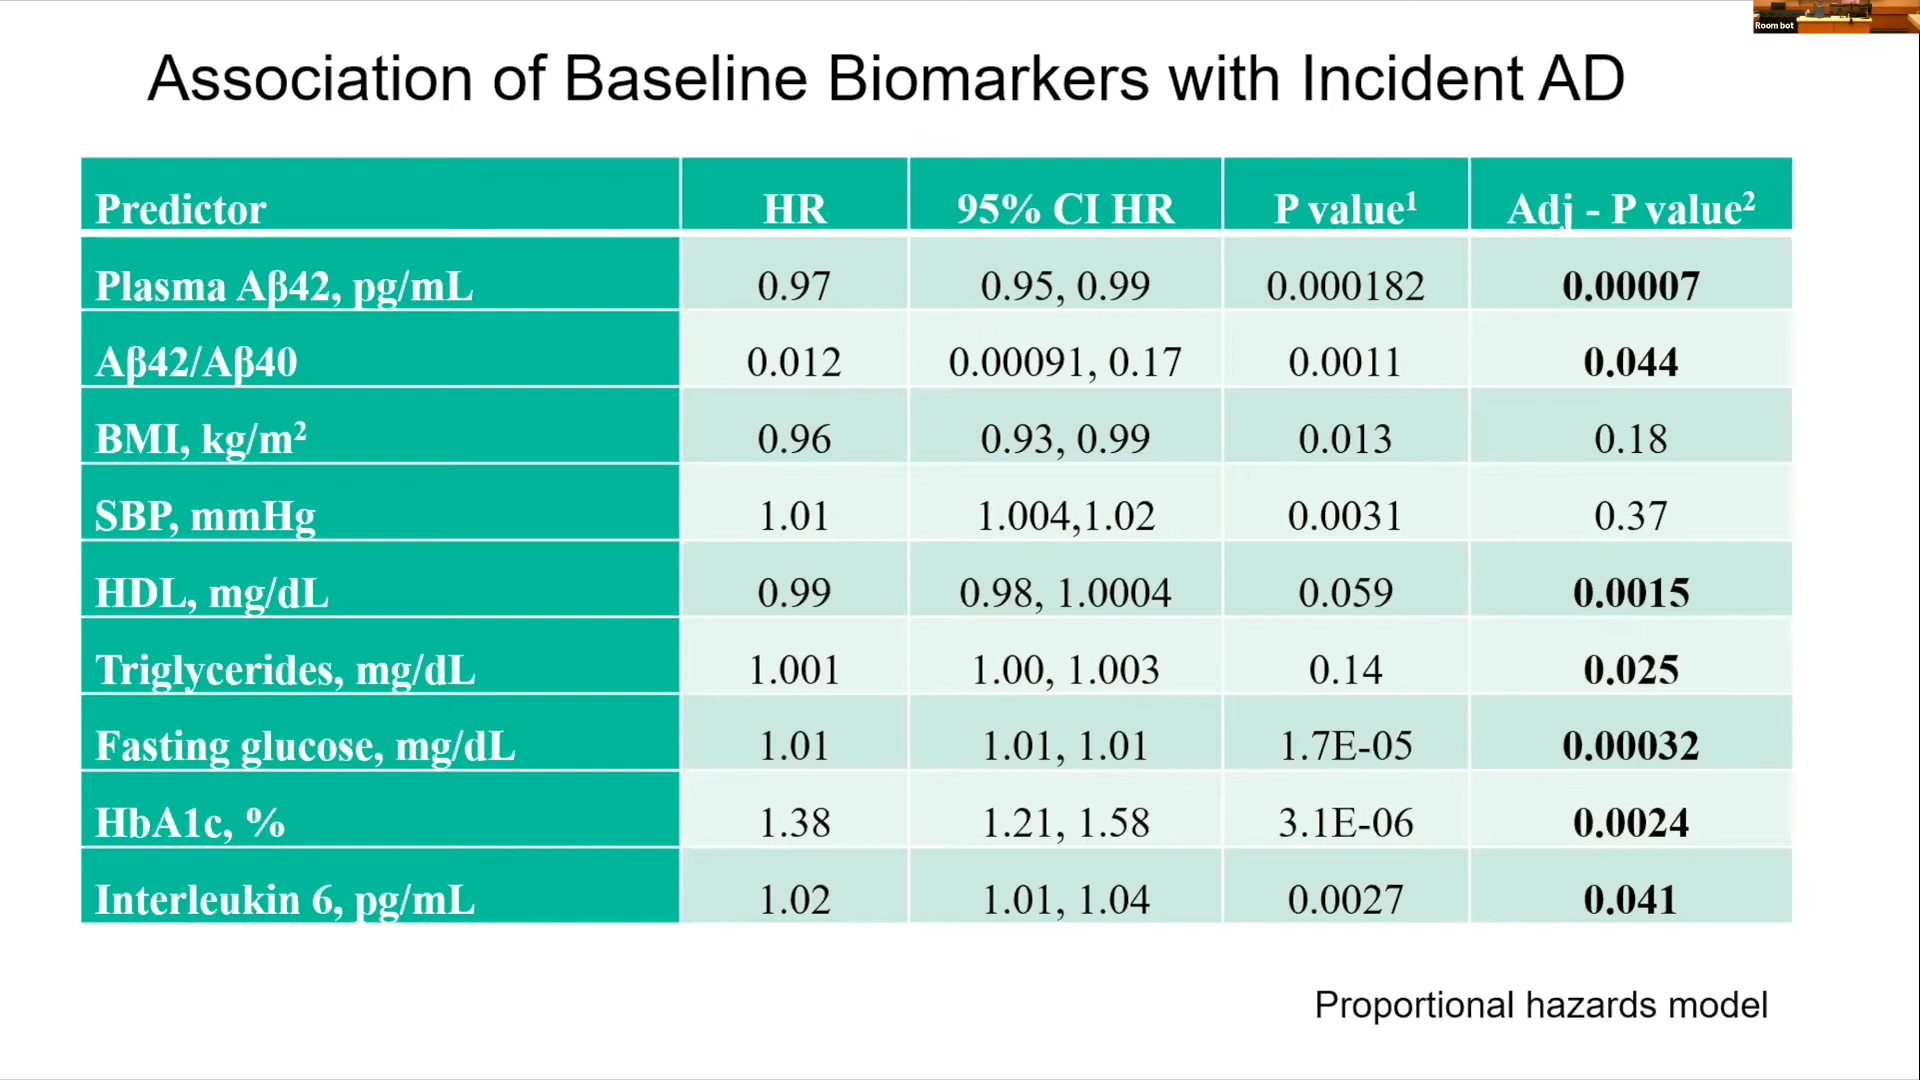 Room bot
Association of Baseline Biomarkers with Incident AD
Predictor HR 95% CI HR P value¹ Adj - P value²
Plasma Aβ42, pg/mL 0.97 0.95, 0.99 0.000182 0.00007
Aβ42/Aβ40 0.012 0.00091, 0.17 0.0011 0.044
BMI, kg/m² 0.96 0.93, 0.99 0.013 0.18
SBP, mmHg 1.01 1.004,1.02 0.0031 0.37
HDL, mg/dL 0.99 0.98, 1.0004 0.059 0.0015
Triglycerides, mg/dL 1.001 1.00, 1.003 0.14 0.025
Fasting glucose, mg/dL 1.01 1.01, 1.01 1.7E-05 0.00032
HbA1c, % 1.38 1.21, 1.58 3.1E-06 0.0024
Interleukin 6, pg/mL 1.02 1.01, 1.04 0.0027 0.041
Proportional hazards model